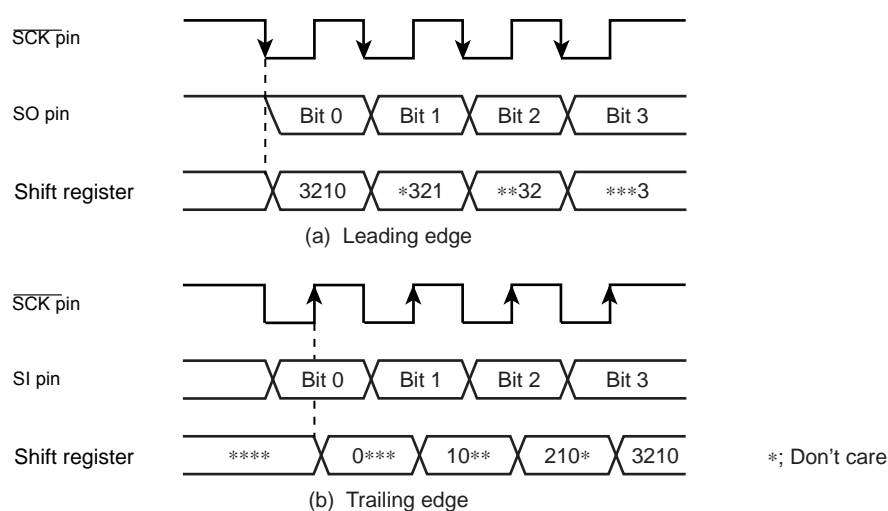 SCK pin
SO pin
Bit 0 Bit 1 Bit 2 Bit 3
Shift register
3210 *321 **32 ***3
(a) Leading edge
SCK pin
SI pin
Bit 0 Bit 1 Bit 2 Bit 3
Shift register
**** 0*** 10** 210* 3210
*; Don't care
(b) Trailing edge